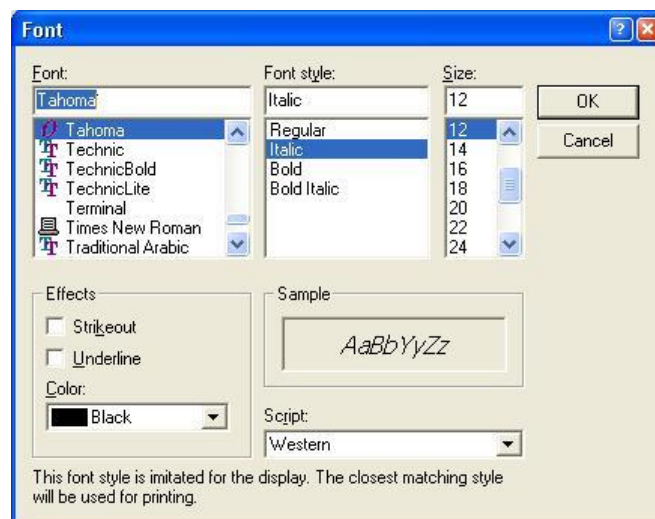 Font
Font: Font style: Size:
Tahoma Italic 12 OK
Tahoma Regular 12 Cancel
Technic Italic 14
TechnicBold Bold 16
TechnicLite Bold Italic 18
Terminal 20
Times New Roman 22
Traditional Arabic 24
Effects Sample
Strikeout
AaBbYyZz
Underline
Color:
Black
Script:
Western
This font style is imitated for the display. The closest matching style
will be used for printing.